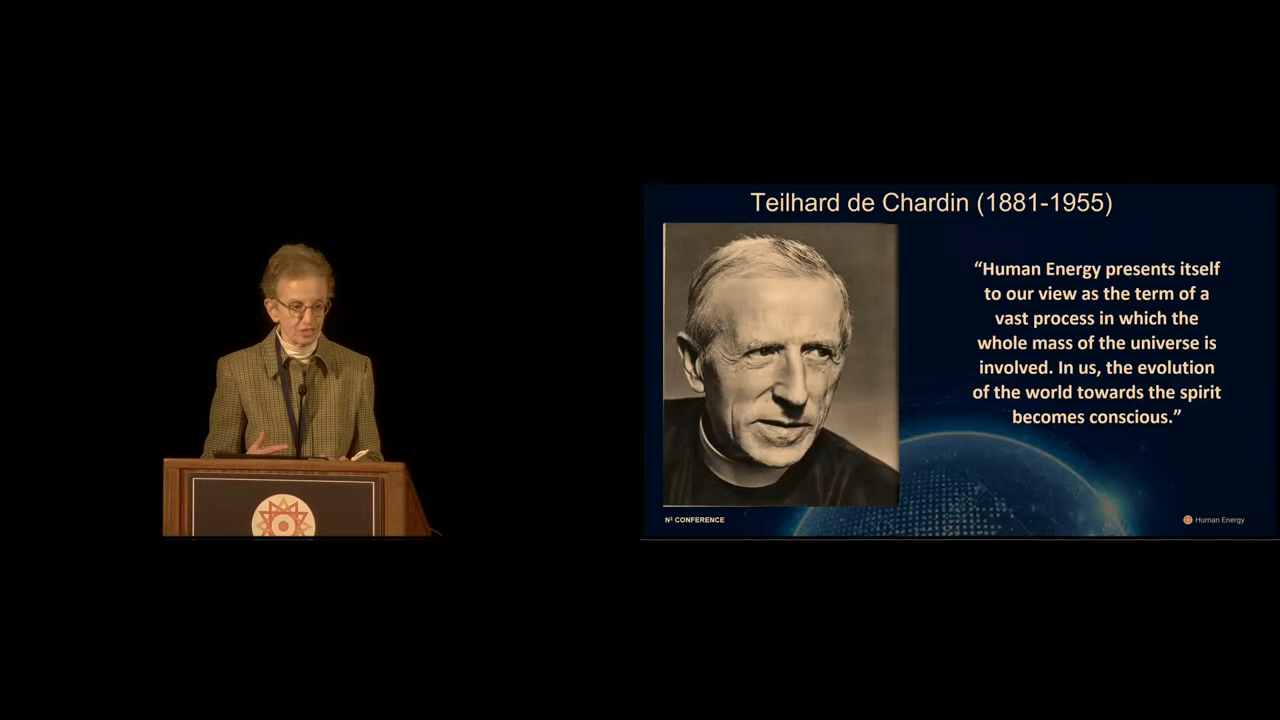 Teilhard de Chardin (1881-1955)
“Human Energy presents itself
to our view as the term of a
vast process in which the
whole mass of the universe is
involved. In us, the evolution
of the world towards the spirit
becomes conscious.”
N² CONFERENCE
Human Energy